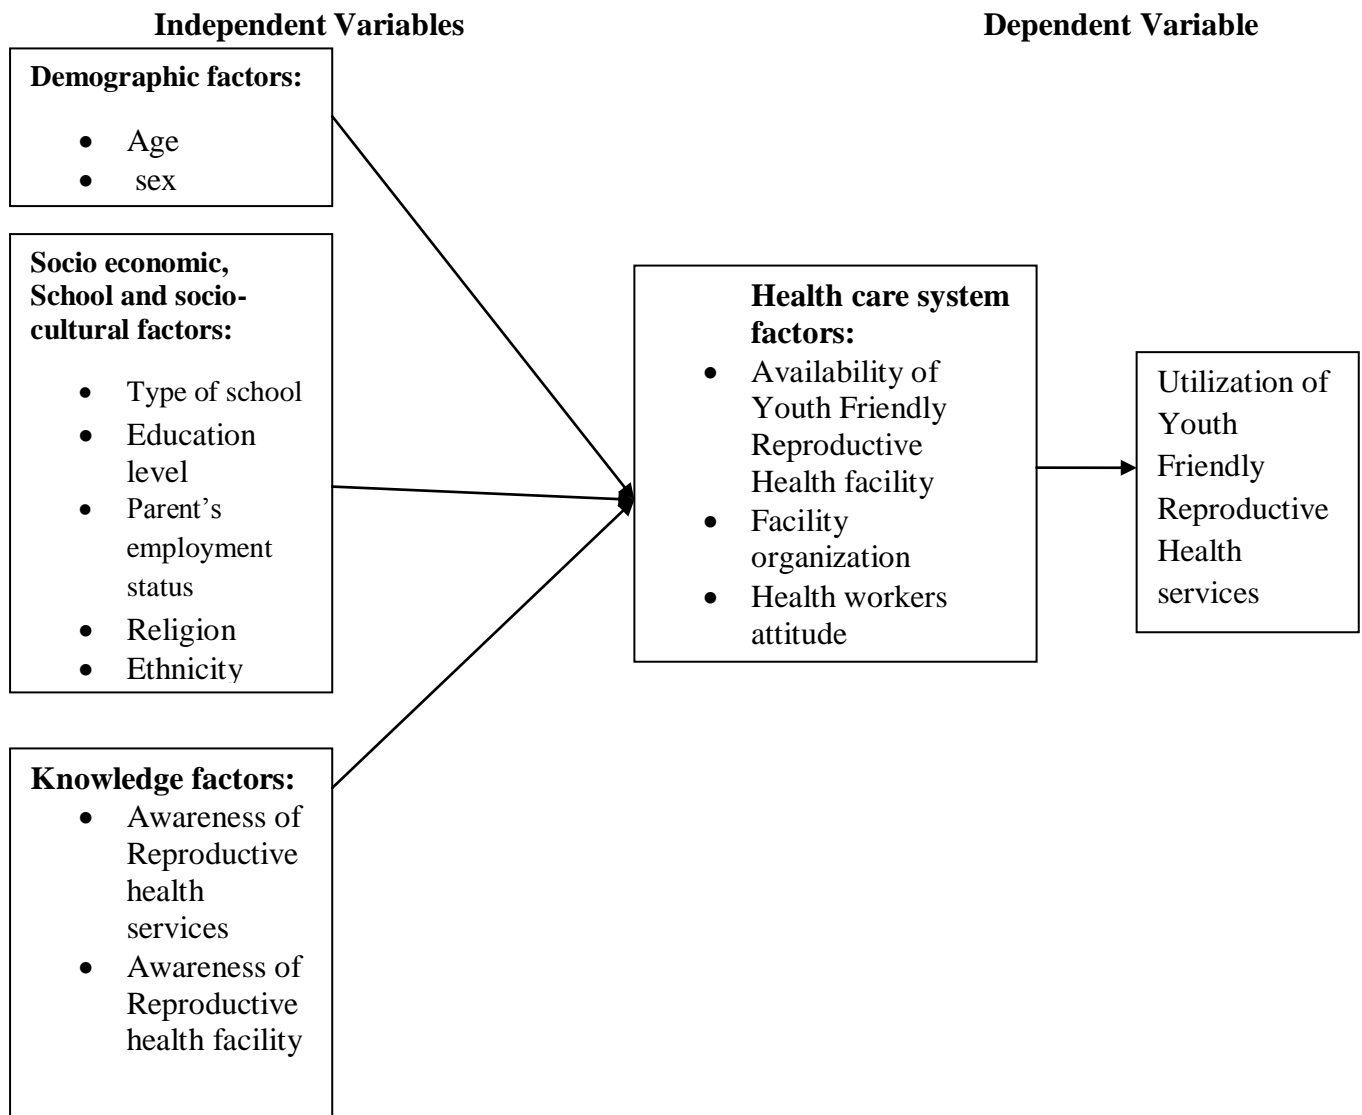 Independent Variables
Dependent Variable
Demographic factors:
• Age
• sex
Socio economic,
School and socio-
cultural factors:
• Type of school
• Education
level
• Parent’s
employment
status
• Religion
• Ethnicity
Knowledge factors:
• Awareness of
Reproductive
health
services
• Awareness of
Reproductive
health facility
Health care system
factors:
• Availability of
Youth Friendly
Reproductive
Health facility
• Facility
organization
• Health workers
attitude
Utilization of
Youth
Friendly
Reproductive
Health
services